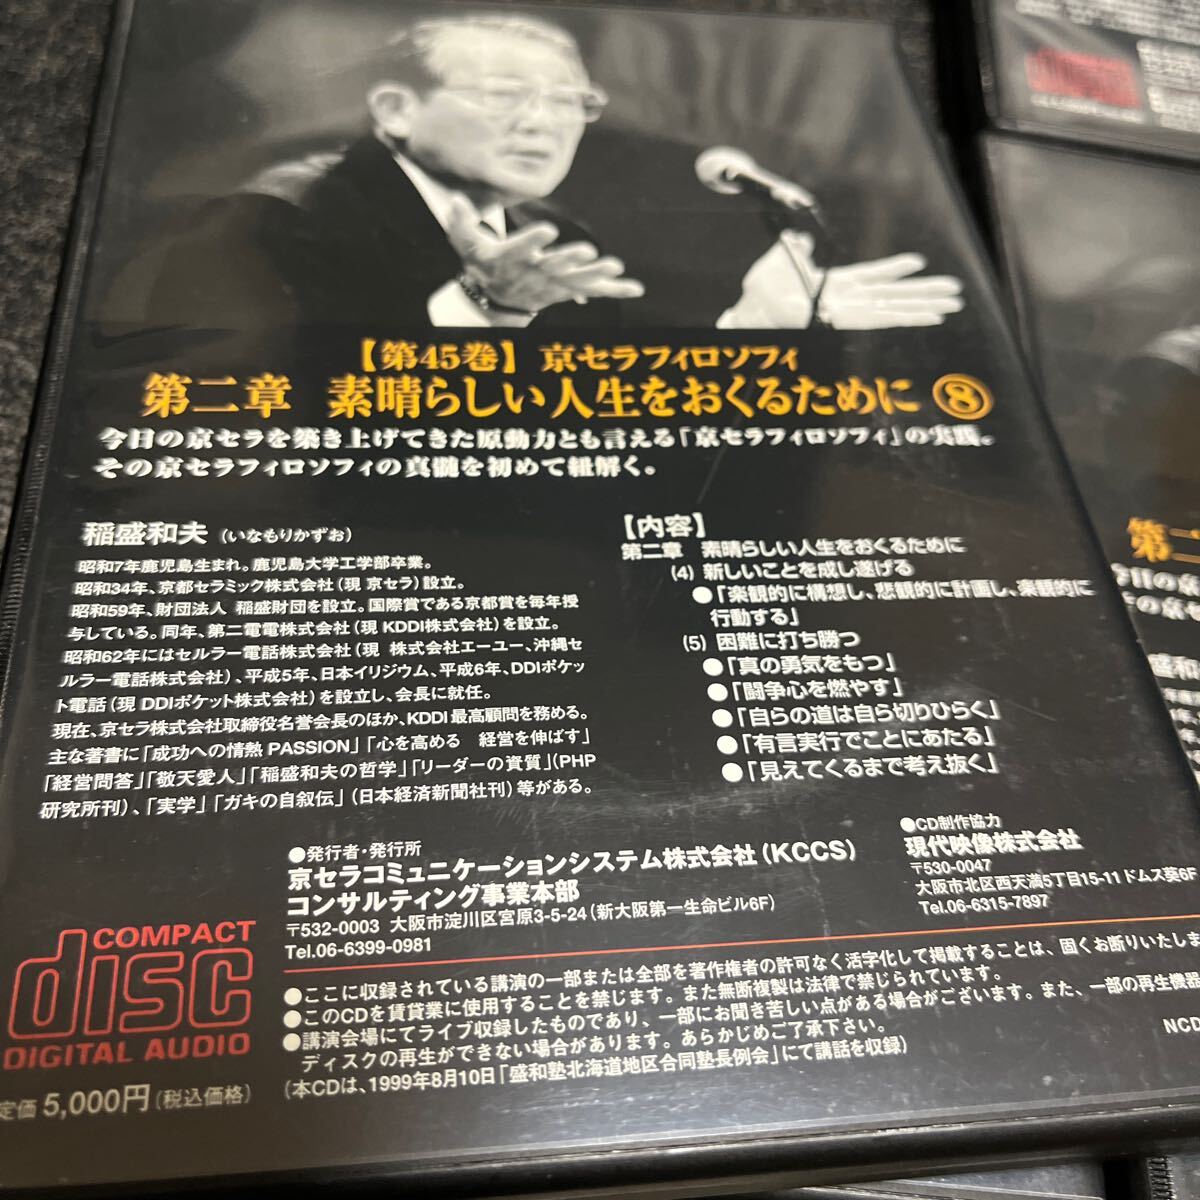 【第45巻】京セラフィロソフィ
第二章 素晴らしい人生をおくるために⑧
今日の京セラを築き上げてきた原動力とも言える「京セラフィロソフィ」の実践。
その京セラフィロソフィの真髄を初めて紐解く。
稲盛和夫（いなもりかずお）
昭和7年鹿児島生まれ。鹿児島大学工学部卒業。
昭和34年、京都セラミック株式会社（現 京セラ）設立。
昭和59年、財団法人 稲盛財団を設立。国際賞である京都賞を毎年授
与している。同年、第二電電株式会社（現 KDDI株式会社）を設立。
昭和62年にはセルラー電話株式会社（現 株式会社エーユー、沖縄セ
ルラー電話株式会社）、平成5年、日本イリジウム、平成6年、DDIポケッ
ト電話（現 DDIポケット株式会社）を設立し、会長に就任。
現在、京セラ株式会社取締役名誉会長のほか、KDDI最高顧問を務める。
主な著書に「成功への情熱 PASSION」「心を高める 経営を伸ばす」
「経営問答」「敬天愛人」「稲盛和夫の哲学」「リーダーの資質」（PHP
研究所刊）、「実学」「ガキの自叙伝」（日本経済新聞社刊）等がある。
【内容】
第二章 素晴らしい人生をおくるために
(4) 新しいことを成し遂げる
●「楽観的に構想し、悲観的に計画し、楽観的に
行動する」
(5) 困難に打ち勝つ
●「真の勇気をもつ」
●「闘争心を燃やす」
●「自らの道は自ら切りひらく」
●「有言実行でことにあたる」
●「見えてくるまで考え抜く」
●発行者・発行所
京セラコミュニケーションシステム株式会社（KCCS）
コンサルティング事業本部
〒532-0003 大阪市淀川区宮原3-5-24（新大阪第一生命ビル6F）
Tel.06-6399-0981
●CD制作協力
現代映像株式会社
〒530-0047
大阪市北区西天満5丁目15-11ドムス葵6F
Tel.06-6315-7897
COMPACT
disc
DIGITAL AUDIO
定価 5,000円（税込価格）
●ここに収録されている講演の一部または全部を著作権者の許可なく活字化して掲載することは、固くお断りいたしま
●このCDを賃貸業に使用することを禁じます。また無断複製は法律で禁じられています。
●講演会場にてライブ収録したものであり、一部にお聞き苦しい点がある場合がございます。また、一部の再生機器
ディスクの再生ができない場合があります。あらかじめご了承下さい。
（本CDは、1999年8月10日「盛和塾北海道地区合同塾長例会」にて講話を収録）
NCD
第二
今日の京
その京セ